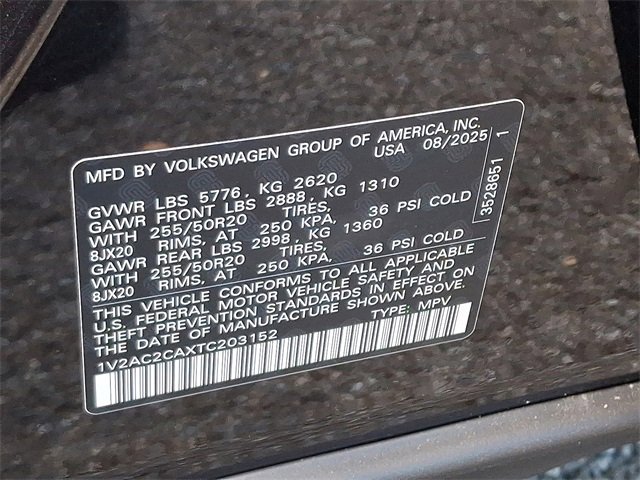 MFD BY VOLKSWAGEN GROUP OF AMERICA, INC.
USA 08/2025
GVWR LBS 5776, KG 2620
GAWR FRONT LBS 2888, KG 1310
WITH 255/50R20 TIRES,
8JX20 RIMS, AT 250 KPA, 36 PSI COLD
GAWR REAR LBS 2998, KG 1360
WITH 255/50R20 TIRES,
8JX20 RIMS, AT 250 KPA, 36 PSI COLD
THIS VEHICLE CONFORMS TO ALL APPLICABLE
U.S. FEDERAL MOTOR VEHICLE SAFETY AND
THEFT PREVENTION STANDARDS IN EFFECT ON
THE DATE OF MANUFACTURE SHOWN ABOVE.
1V2AC2CAXTC203152 TYPE: MPV
3528651 1